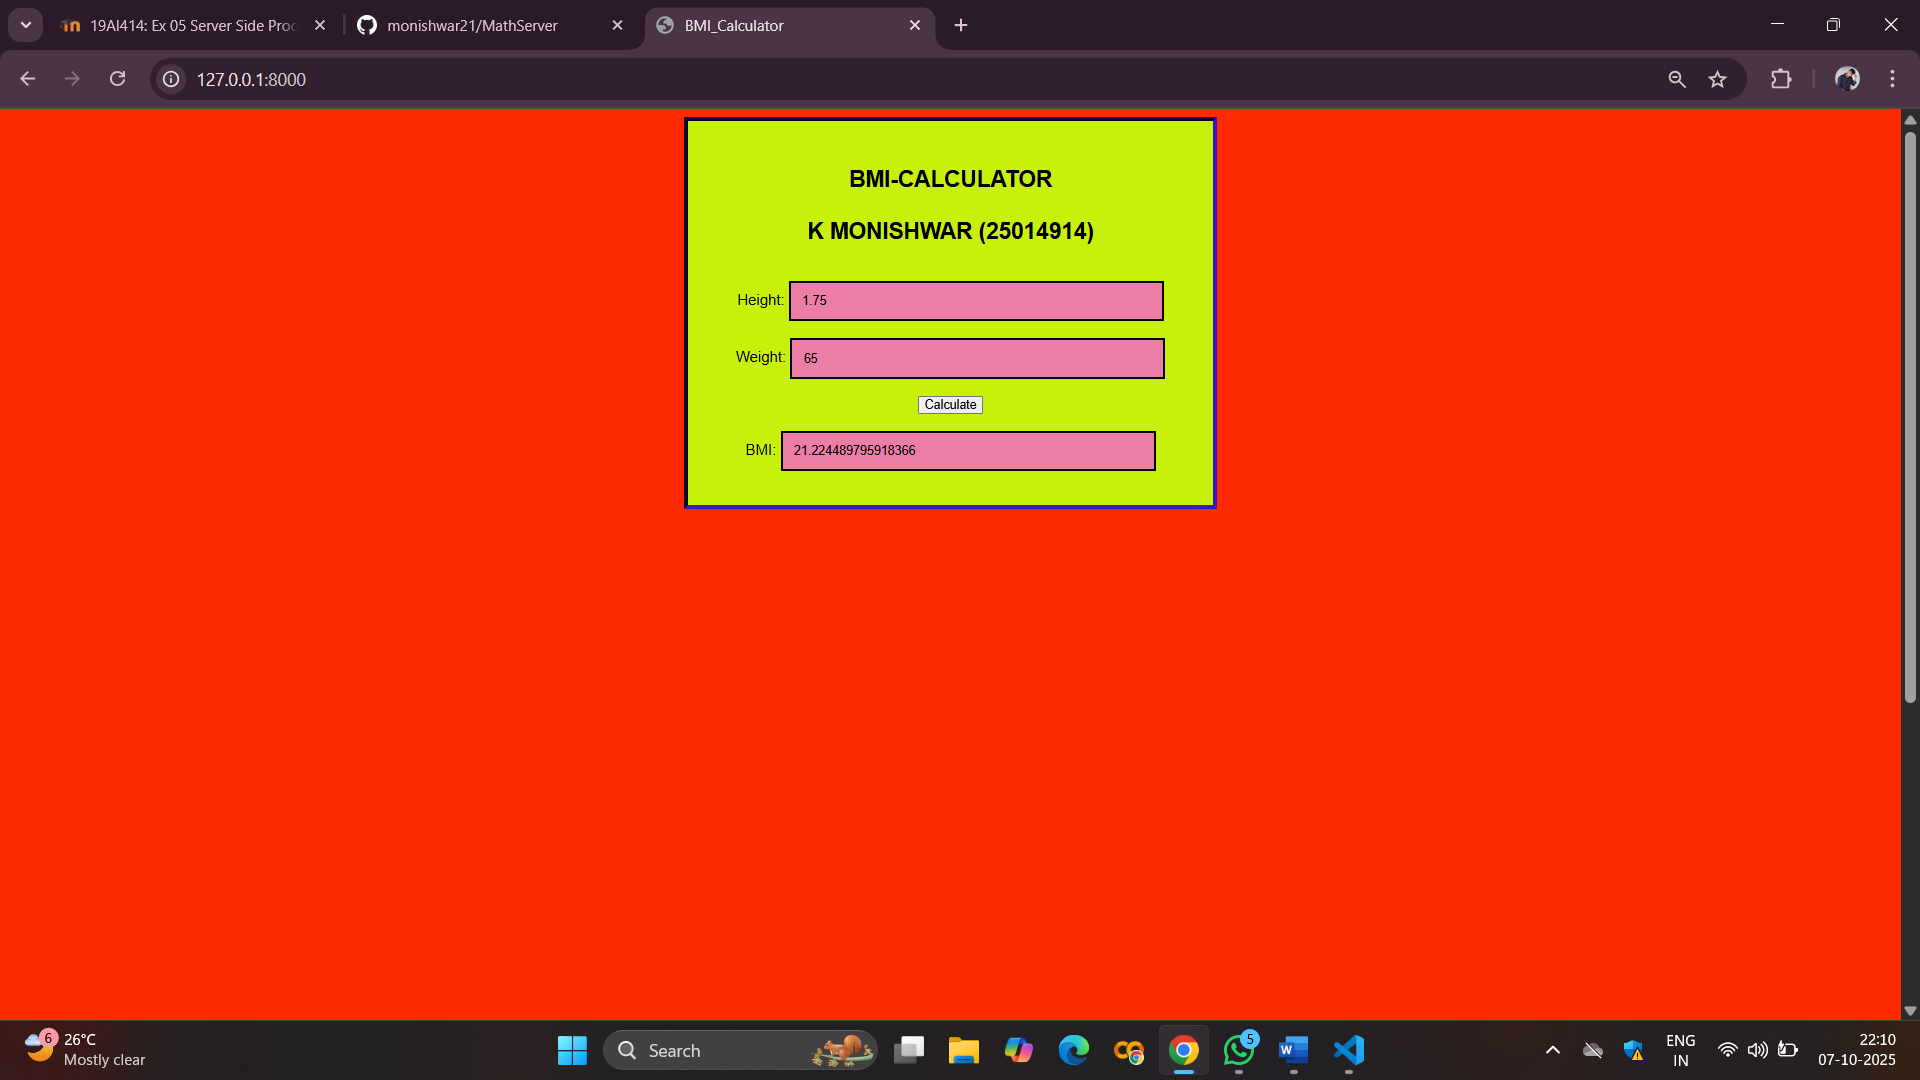 19AI414: Ex 05 Server Side Proc
monishwar21/MathServer
BMI_Calculator
127.0.0.1:8000
BMI-CALCULATOR
K MONISHWAR (25014914)
Height: 1.75
Weight: 65
Calculate
BMI: 21.224489795918366
6
26°C
Mostly clear
Search
5
W
ENG
IN
22:10
07-10-2025